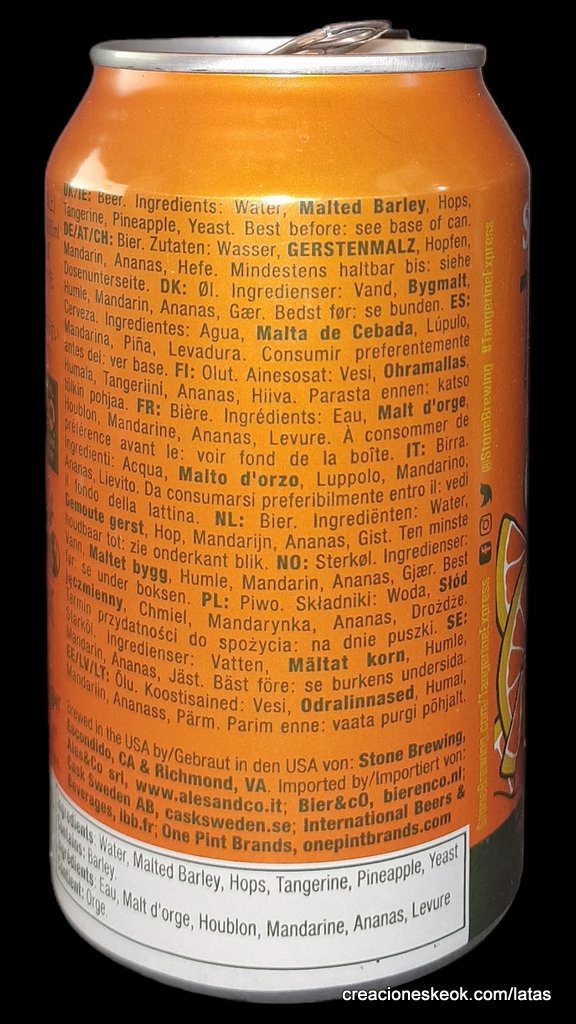 UK/IE: Beer. Ingredients: Water, Malted Barley, Hops,
Tangerine, Pineapple, Yeast. Best before: see base of can.
DE/AT/CH: Bier. Zutaten: Wasser, GERSTENMALZ, Hopfen,
Mandarin, Ananas, Hefe. Mindestens haltbar bis: siehe
Dosenunterseite. DK: Øl. Ingredienser: Vand, Bygmalt,
Humle, Mandarin, Ananas, Gær. Bedst før: se bunden. ES:
Cerveza. Ingredientes: Agua, Malta de Cebada, Lúpulo,
Mandarina, Piña, Levadura. Consumir preferentemente
antes del: ver base. FI: Olut. Ainesosat: Vesi, Ohramallas,
Humala, Tangeriini, Ananas, Hiiva. Parasta ennen: katso
tölkin pohjaa. FR: Bière. Ingrédients: Eau, Malt d'orge,
Houblon, Mandarine, Ananas, Levure. À consommer de
préférence avant le: voir fond de la boîte. IT: Birra.
Ingredienti: Acqua, Malto d'orzo, Luppolo, Mandarino,
Ananas, Lievito. Da consumarsi preferibilmente entro il: vedi
il fondo della lattina. NL: Bier. Ingrediënten: Water,
Gemoute gerst, Hop, Mandarijn, Ananas, Gist. Ten minste
houdbaar tot: zie onderkant blik. NO: Sterkøl. Ingredienser:
Vann, Maltet bygg, Humle, Mandarin, Ananas, Gjær. Best
før: se under boksen. PL: Piwo. Składniki: Woda, Słód
jęczmienny, Chmiel, Mandarynka, Ananas, Drożdże.
Termin przydatności do spożycia: na dnie puszki. SE:
Starköl. Ingredienser: Vatten, Mältat korn, Humle,
Mandarin, Ananas, Jäst. Bäst före: se burkens undersida.
EE/LV/LT: Õlu. Koostisained: Vesi, Odralinnased, Humal,
Mandariin, Ananass, Pärm. Parim enne: vaata purgi põhjalt.
Brewed in the USA by/Gebraut in den USA von: Stone Brewing,
Escondido, CA & Richmond, VA. Imported by/Importiert von:
Ales&Co srl, www.alesandco.it; Bier&cO, bierenco.nl;
Cask Sweden AB, casksweden.se; International Beers &
Beverages, ibb.fr; One Pint Brands, onepintbrands.com
Ingredients: Water, Malted Barley, Hops, Tangerine, Pineapple, Yeast
Contains: Barley.
Ingrédients: Eau, Malt d'orge, Houblon, Mandarine, Ananas, Levure
Contient: Orge.
StoneBrewing.com/TangerineExpress @StoneBrewing #TangerineExpress
creacioneskeok.com/latas